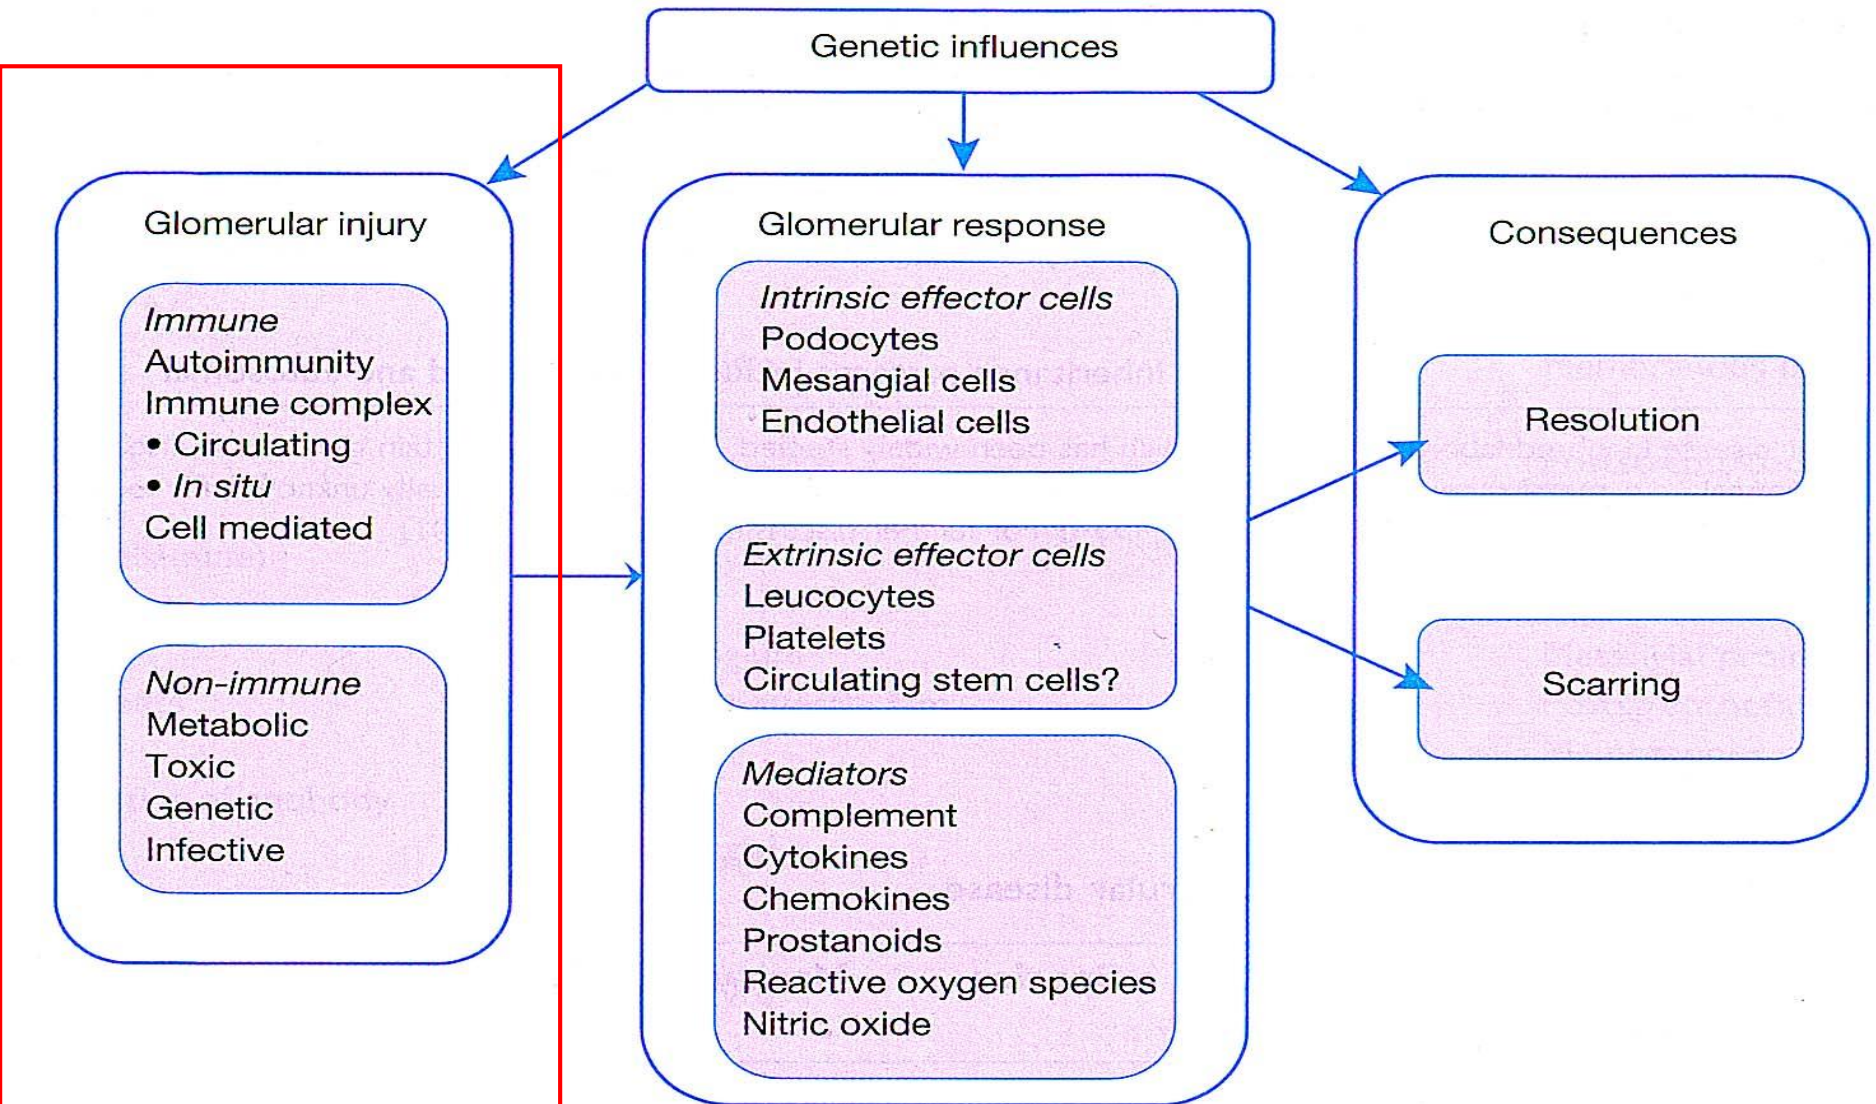 Genetic influences
Glomerular injury
Immune
Autoimmunity
Immune complex
• Circulating
• In situ
Cell mediated
Non-immune
Metabolic
Toxic
Genetic
Infective
Glomerular response
Intrinsic effector cells
Podocytes
Mesangial cells
Endothelial cells
Extrinsic effector cells
Leucocytes
Platelets
Circulating stem cells?
Mediators
Complement
Cytokines
Chemokines
Prostanoids
Reactive oxygen species
Nitric oxide
Consequences
Resolution
Scarring